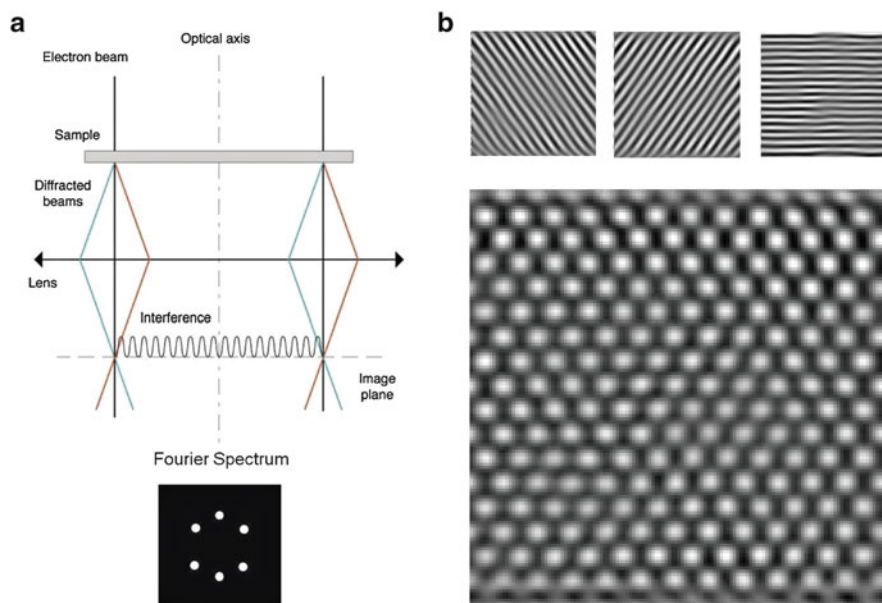 a
Optical axis
Electron beam
Sample
Diffracted
beams
Lens
Interference
Image
plane
Fourier Spectrum
b